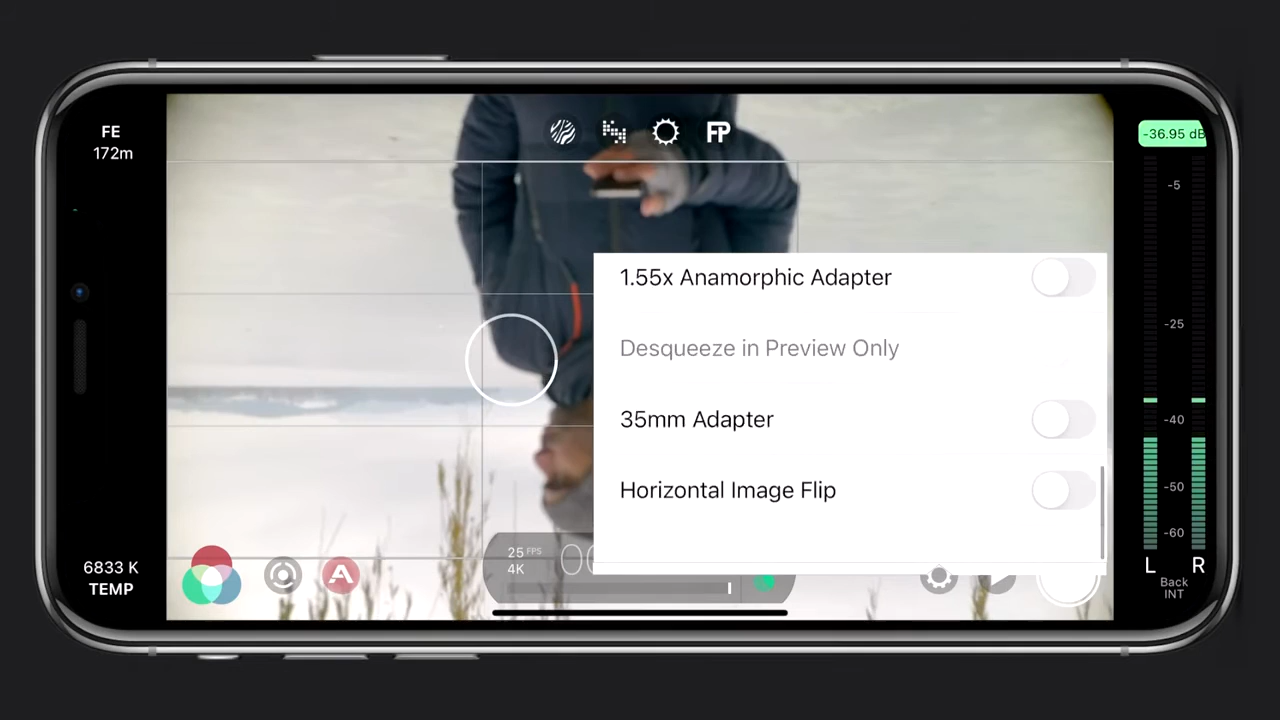 FE
172m
FP
-36.95 dB
-5
-25
-40
-50
-60
L R
Back
INT
1.55x Anamorphic Adapter
Desqueeze in Preview Only
35mm Adapter
Horizontal Image Flip
25 FPS
4K
6833 K
TEMP
A